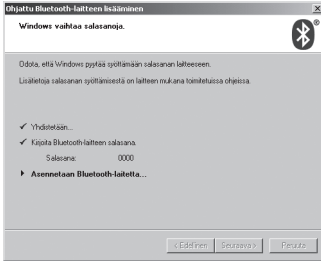 Ohjattu Bluetooth-laitteen lisääminen
Windows vaihtaa salasanoja.
Odota, että Windows pyytää syöttämään salasanan laitteeseen.
Lisätietoja salasanan syöttämisestä on laitteen mukana toimitetuissa ohjeissa.
Yhdistetään...
Kirjoita Bluetooth-laitteen salasana.
Salasana: 0000
Asennetaan Bluetooth-laitetta...
< Edellinen Seuraava > Peruuta